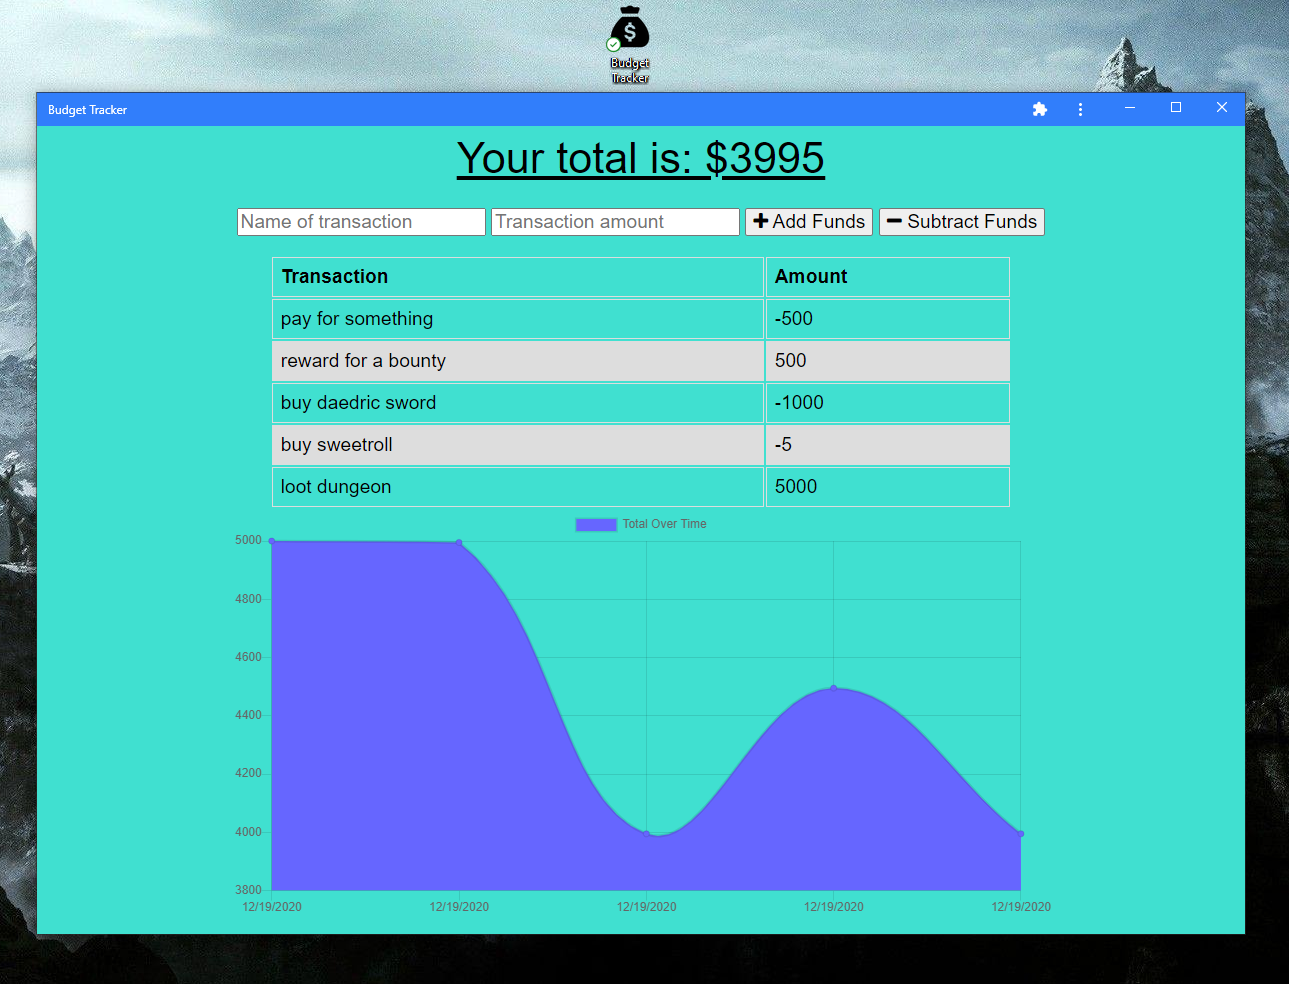 Budget
Tracker
Budget Tracker
Your total is: $3995
Name of transaction Transaction amount Add Funds Subtract Funds
Transaction Amount
pay for something -500
reward for a bounty 500
buy daedric sword -1000
buy sweetroll -5
loot dungeon 5000
Total Over Time
5000
4800
4600
4400
4200
4000
3800
12/19/2020 12/19/2020 12/19/2020 12/19/2020 12/19/2020